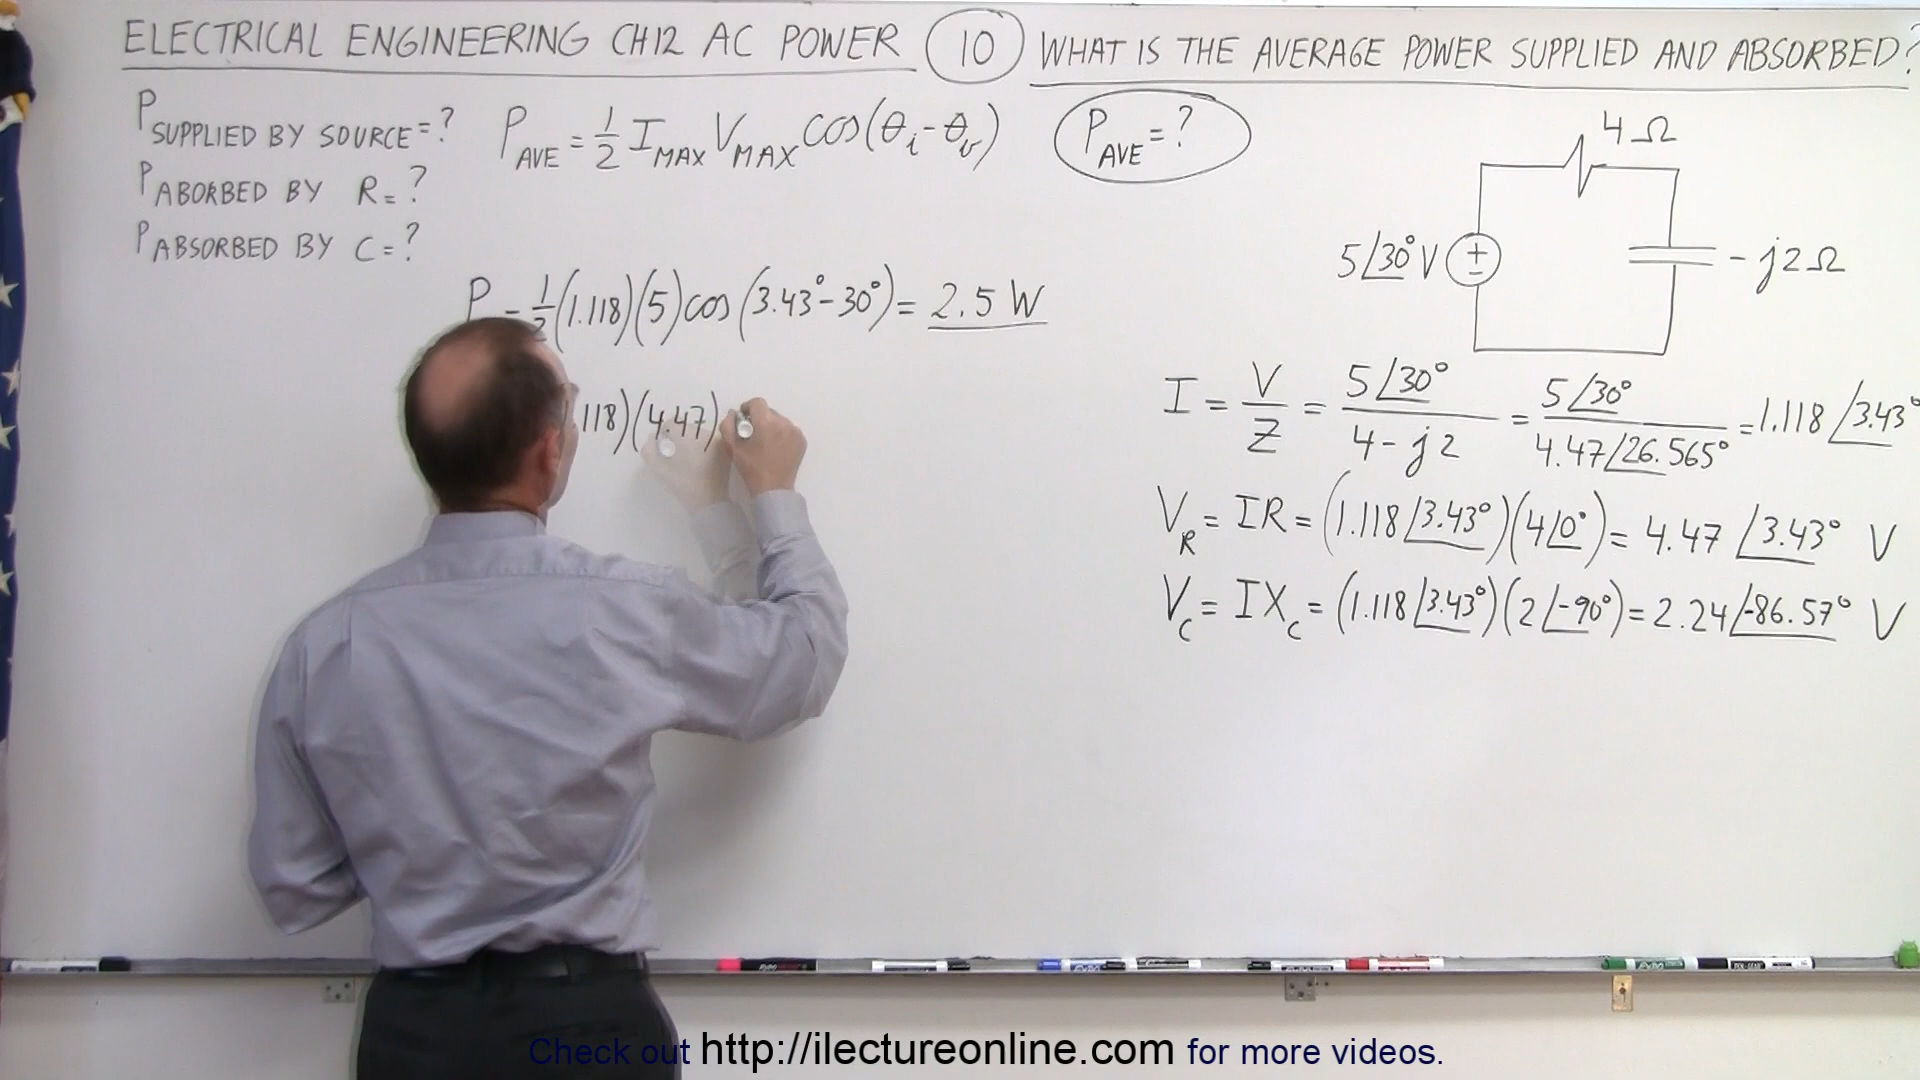 ELECTRICAL ENGINEERING CH12 AC POWER 10 WHAT IS THE AVERAGE POWER SUPPLIED AND ABSORBED?
P SUPPLIED BY SOURCE = ?
P ABORBED BY R = ?
P ABSORBED BY C = ?
P AVE = 1/2 I MAX V MAX COS(θi - θv)
P AVE = ?
4 Ω
5∠30° V
+
-
-j2Ω
P = 1/2 (1.118)(5) cos (3.43° - 30°) = 2.5 W
.118)(4.47)
I = V/Z = 5∠30° / 4 - j2 = 5∠30° / 4.47∠26.565° = 1.118 ∠3.43°
V_R = IR = (1.118 ∠3.43°)(4∠0°) = 4.47 ∠3.43° V
V_C = IX_C = (1.118 ∠3.43°)(2∠-90°) = 2.24∠-86.57° V
Check out http://ilectureonline.com for more videos.